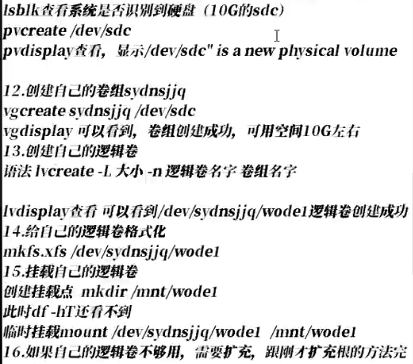 lsblk查看系统是否识别到硬盘（10G的sdc）
pvcreate /dev/sdc
pvdisplay查看，显示/dev/sdc" is a new physical volume
12.创建自己的卷组sydnsjjq
vgcreate sydnsjjq /dev/sdc
vgdisplay 可以看到，卷组创建成功，可用空间10G左右
13.创建自己的逻辑卷
语法 lvcreate -L 大小 -n 逻辑卷名字 卷组名字
lvdisplay查看 可以看到/dev/sydnsjjq/wode1逻辑卷创建成功
14.给自己的逻辑卷格式化
mkfs.xfs /dev/sydnsjjq/wode1
15.挂载自己的逻辑卷
创建挂载点 mkdir /mnt/wode1
此时df -hT还看不到
临时挂载mount /dev/sydnsjjq/wode1 /mnt/wode1
16.如果自己的逻辑卷不够用，需要扩充，跟刚才扩充根的方法完